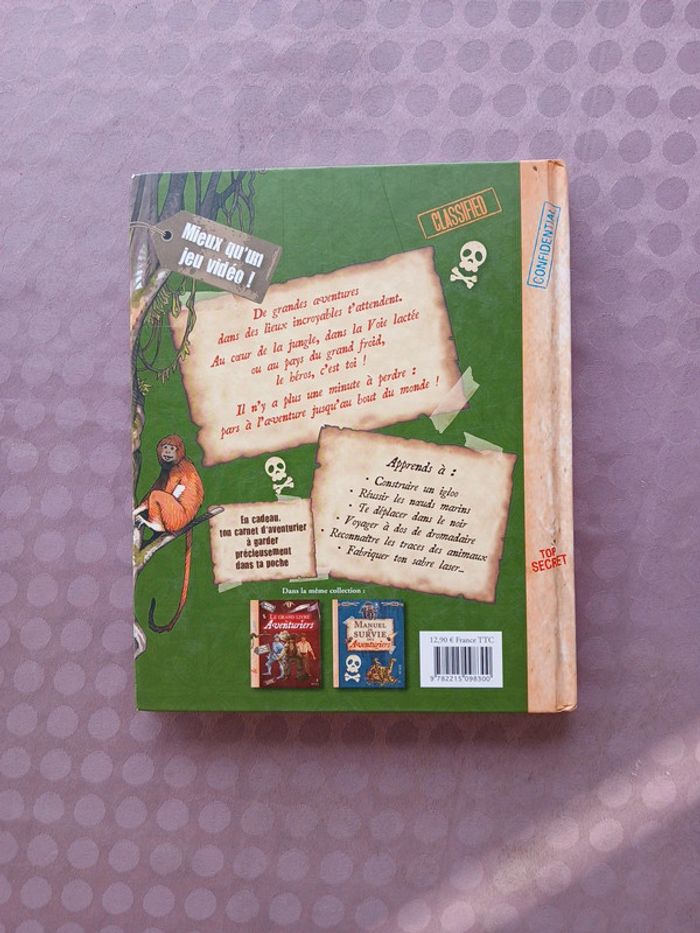 CLASSIFIED
CONFIDENTIAL
Mieux qu'un
jeu vidéo !
De grandes aventures
dans des lieux incroyables t'attendent.
Au cœur de la jungle, dans la Voie lactée
ou au pays du grand froid,
le héros, c'est toi !
Il n'y a plus une minute à perdre :
pars à l'aventure jusqu'au bout du monde !
Apprends à :
• Construire un igloo
• Réussir les nœuds marins
• Te déplacer dans le noir
• Voyager à dos de dromadaire
• Reconnaître les traces des animaux
• Fabriquer ton sabre laser...
En cadeau,
ton carnet d'aventurier
à garder
précieusement
dans ta poche
TOP
SECRET
Dans la même collection :
LE GRAND LIVRE
Aventuriers
MANUEL
DE SURVIE
DES
Aventuriers
12,90 € France TTC
9 782215 098300